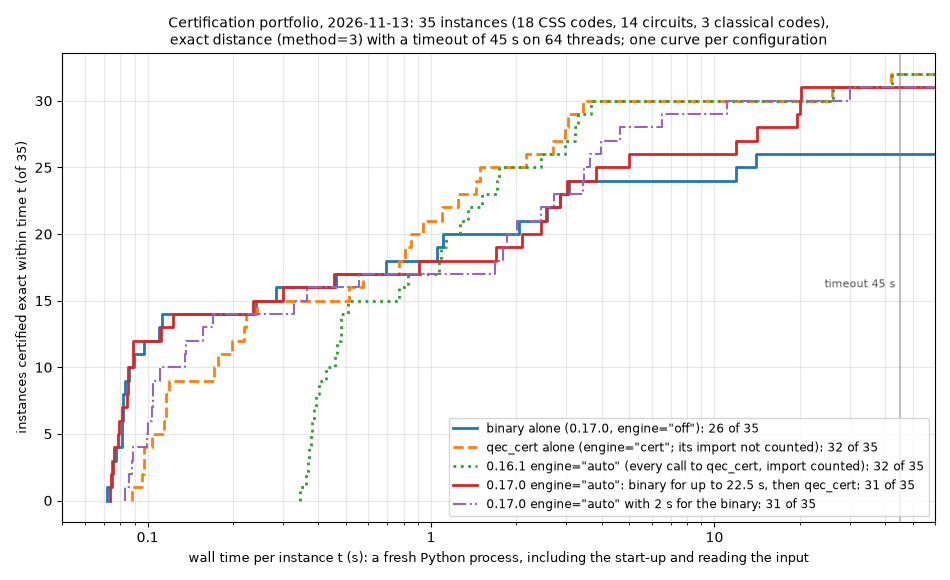 Certification portfolio, 2026-11-13: 35 instances (18 CSS codes, 14 circuits, 3 classical codes),
exact distance (method=3) with a timeout of 45 s on 64 threads; one curve per configuration
instances certified exact within time t (of 35)
30
25
20
15
10
5
0
timeout 45 s
binary alone (0.17.0, engine="off"): 26 of 35
qec_cert alone (engine="cert"; its import not counted): 32 of 35
0.16.1 engine="auto" (every call to qec_cert, import counted): 32 of 35
0.17.0 engine="auto": binary for up to 22.5 s, then qec_cert: 31 of 35
0.17.0 engine="auto" with 2 s for the binary: 31 of 35
0.1
1
10
wall time per instance t (s): a fresh Python process, including the start-up and reading the input